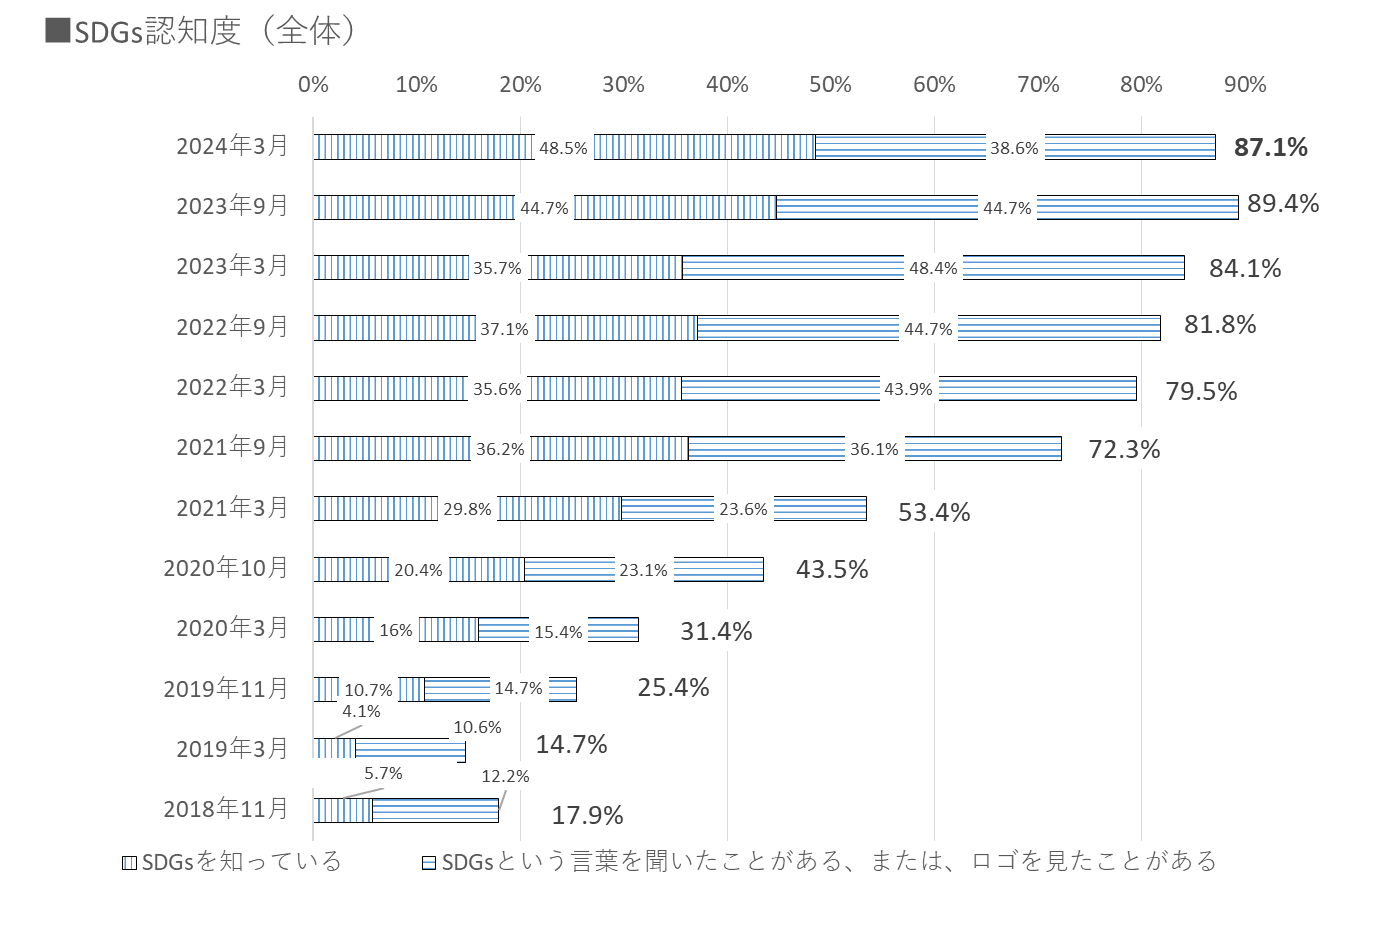 ■SDGs認知度（全体）
0% 10% 20% 30% 40% 50% 60% 70% 80% 90%
2024年3月 48.5% 38.6% 87.1%
2023年9月 44.7% 44.7% 89.4%
2023年3月 35.7% 48.4% 84.1%
2022年9月 37.1% 44.7% 81.8%
2022年3月 35.6% 43.9% 79.5%
2021年9月 36.2% 36.1% 72.3%
2021年3月 29.8% 23.6% 53.4%
2020年10月 20.4% 23.1% 43.5%
2020年3月 16% 15.4% 31.4%
2019年11月 10.7% 14.7% 25.4%
2019年3月 4.1% 10.6% 14.7%
2018年11月 5.7% 12.2% 17.9%
SDGsを知っている SDGsという言葉を聞いたことがある、または、ロゴを見たことがある